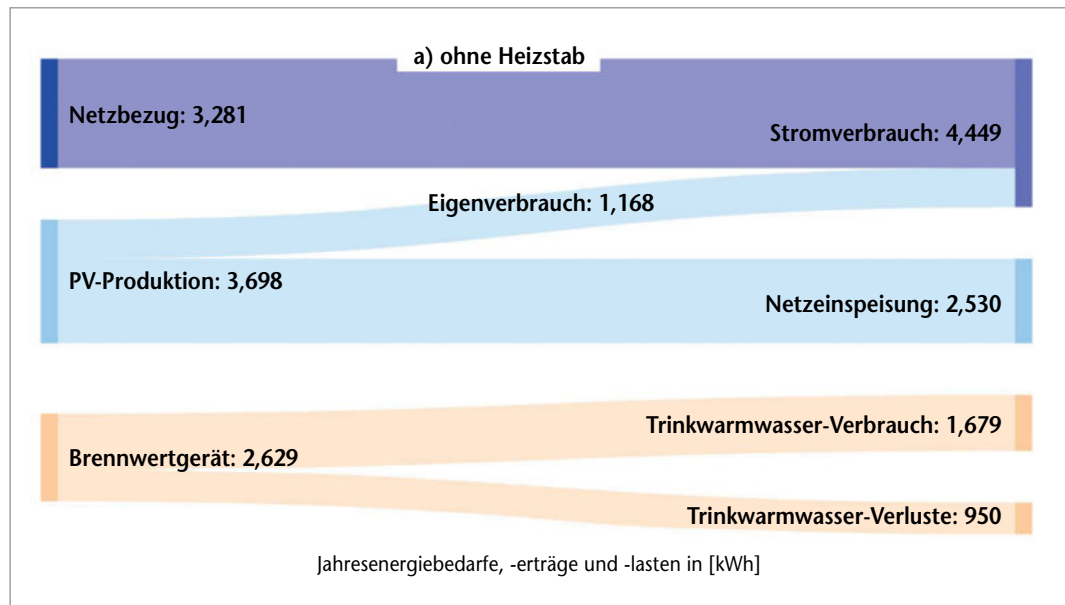 a) ohne Heizstab
Netzbezug: 3,281
Stromverbrauch: 4,449
Eigenverbrauch: 1,168
PV-Produktion: 3,698
Netzeinspeisung: 2,530
Trinkwarmwasser-Verbrauch: 1,679
Brennwertgerät: 2,629
Trinkwarmwasser-Verluste: 950
Jahresenergiebedarfe, -erträge und -lasten in [kWh]